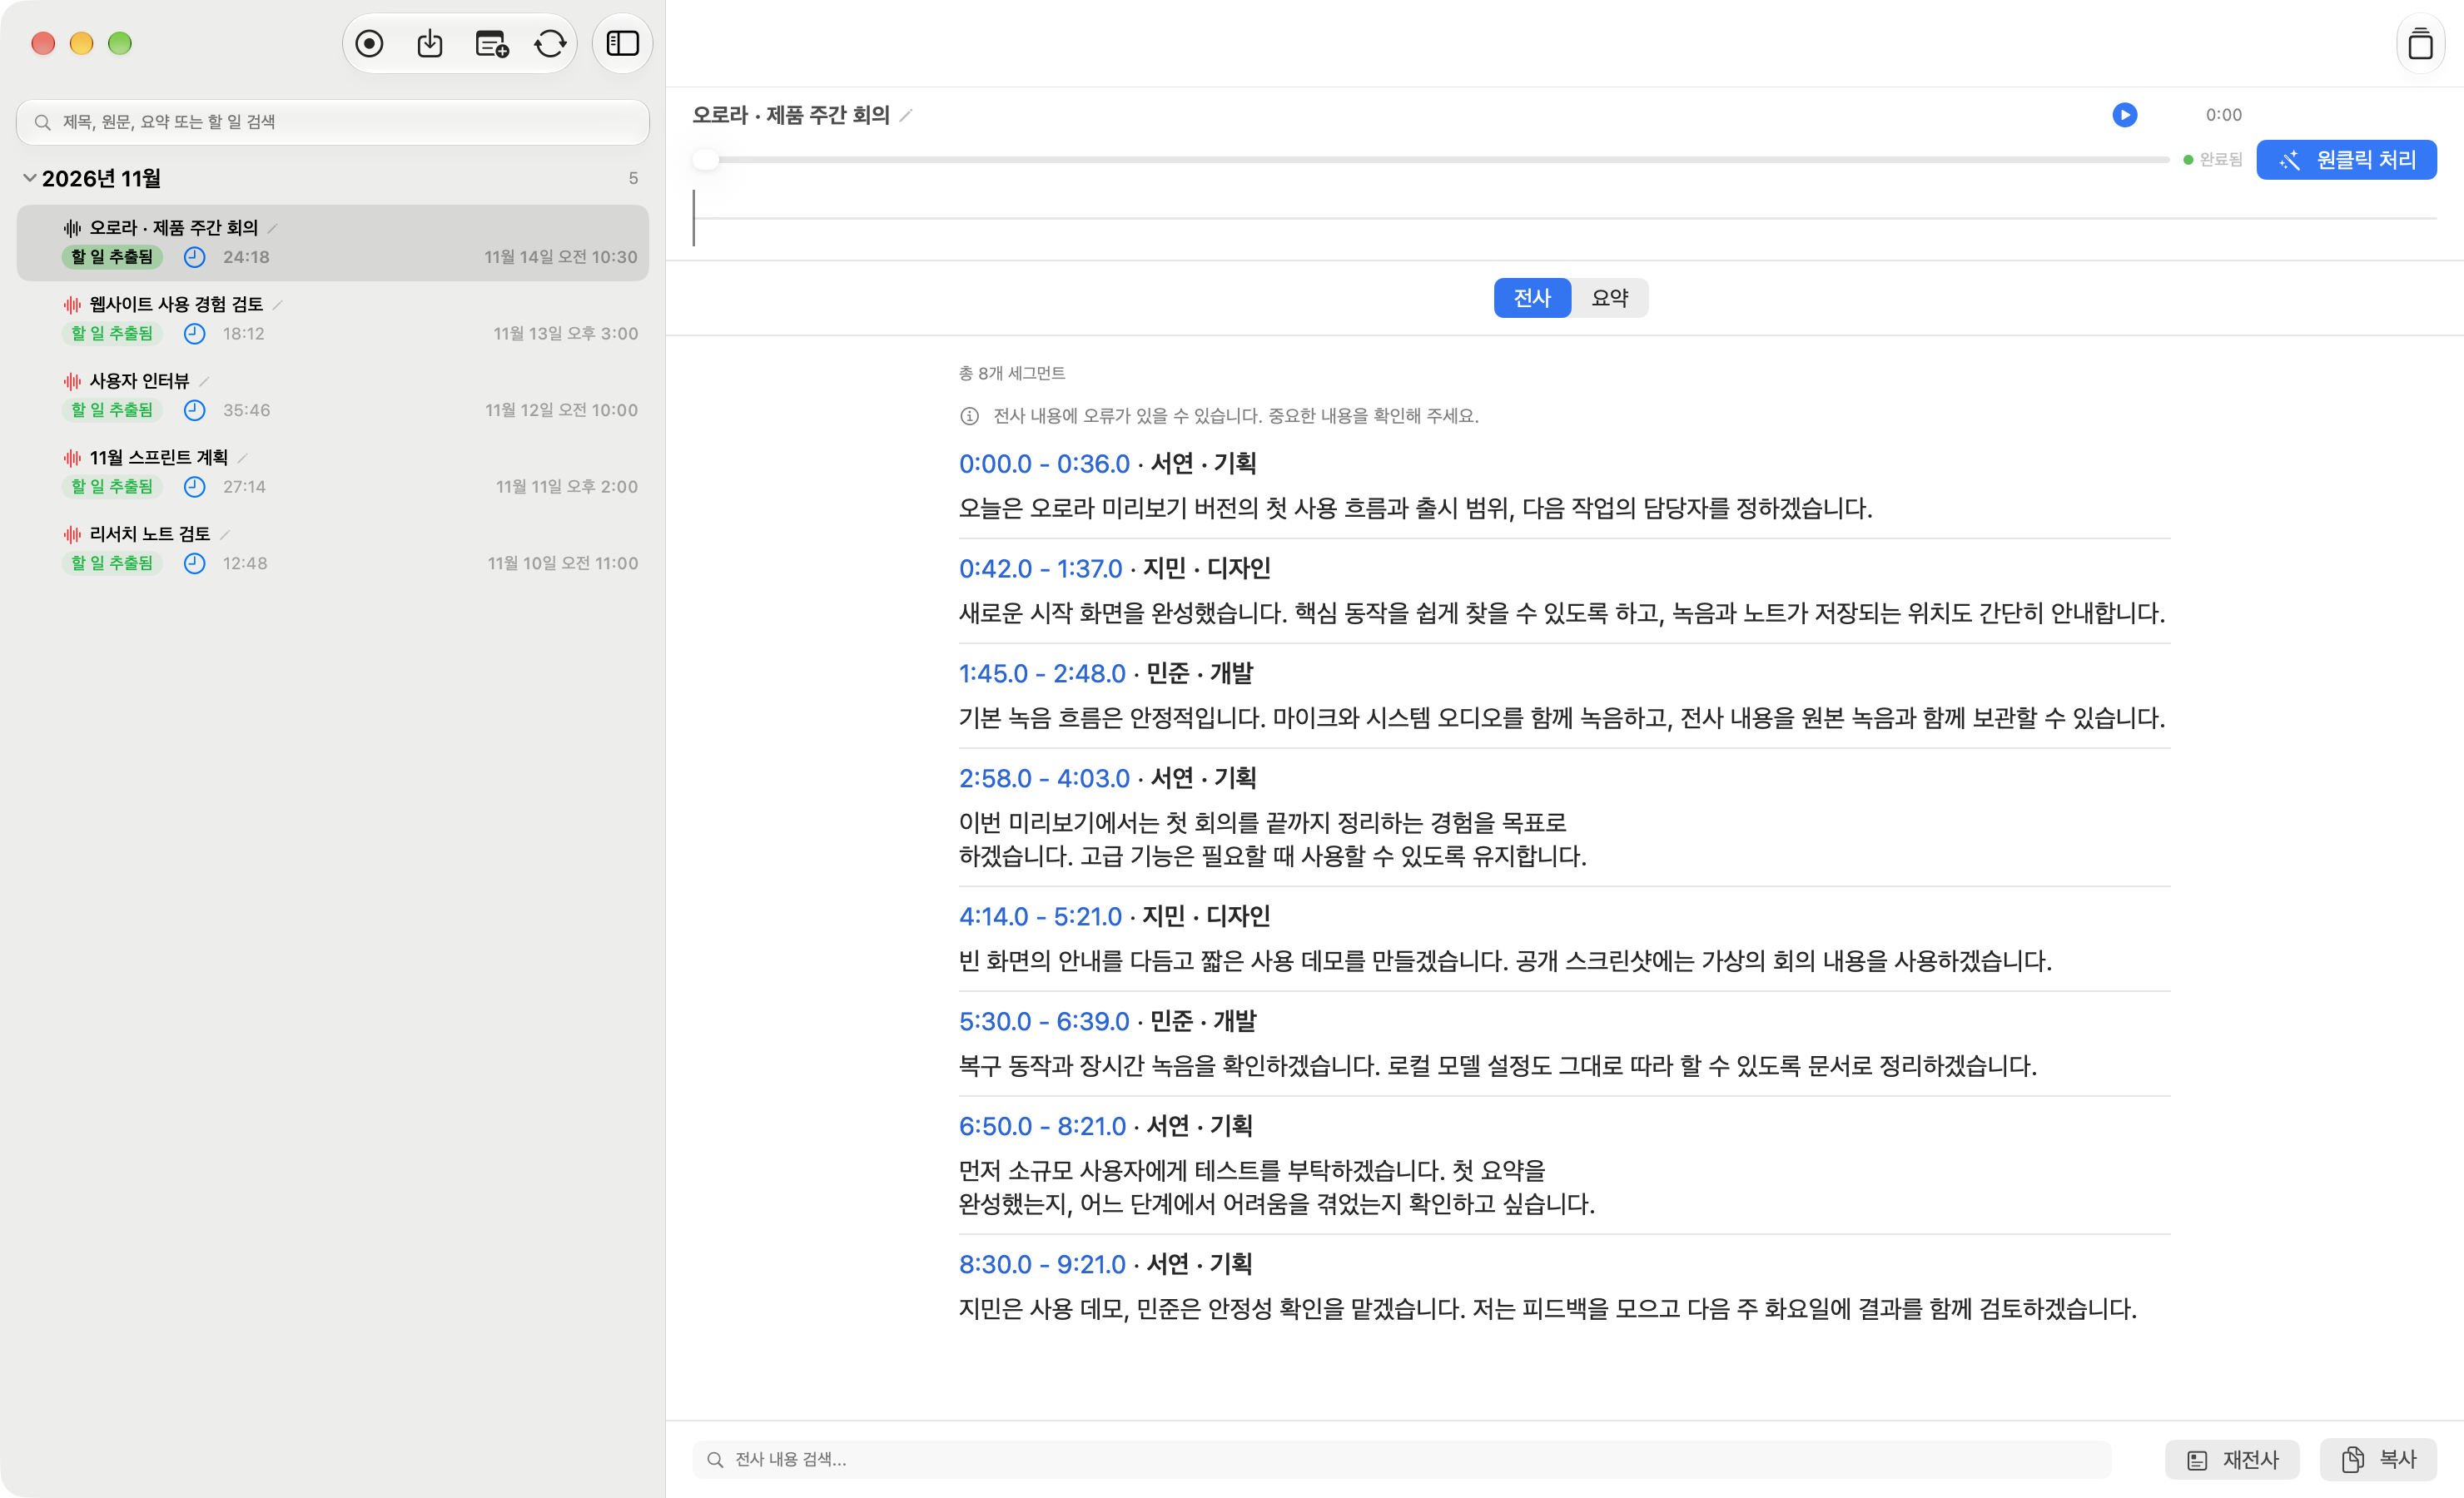 제목, 원문, 요약 또는 할 일 검색
2026년 11월 5
오로라 · 제품 주간 회의
할 일 추출됨 24:18 11월 14일 오전 10:30
웹사이트 사용 경험 검토
할 일 추출됨 18:12 11월 13일 오후 3:00
사용자 인터뷰
할 일 추출됨 35:46 11월 12일 오전 10:00
11월 스프린트 계획
할 일 추출됨 27:14 11월 11일 오후 2:00
리서치 노트 검토
할 일 추출됨 12:48 11월 10일 오전 11:00
오로라 · 제품 주간 회의 0:00
완료됨 원클릭 처리
전사 요약
총 8개 세그먼트
전사 내용에 오류가 있을 수 있습니다. 중요한 내용을 확인해 주세요.
0:00.0 - 0:36.0 · 서연 · 기획
오늘은 오로라 미리보기 버전의 첫 사용 흐름과 출시 범위, 다음 작업의 담당자를 정하겠습니다.
0:42.0 - 1:37.0 · 지민 · 디자인
새로운 시작 화면을 완성했습니다. 핵심 동작을 쉽게 찾을 수 있도록 하고, 녹음과 노트가 저장되는 위치도 간단히 안내합니다.
1:45.0 - 2:48.0 · 민준 · 개발
기본 녹음 흐름은 안정적입니다. 마이크와 시스템 오디오를 함께 녹음하고, 전사 내용을 원본 녹음과 함께 보관할 수 있습니다.
2:58.0 - 4:03.0 · 서연 · 기획
이번 미리보기에서는 첫 회의를 끝까지 정리하는 경험을 목표로
하겠습니다. 고급 기능은 필요할 때 사용할 수 있도록 유지합니다.
4:14.0 - 5:21.0 · 지민 · 디자인
빈 화면의 안내를 다듬고 짧은 사용 데모를 만들겠습니다. 공개 스크린샷에는 가상의 회의 내용을 사용하겠습니다.
5:30.0 - 6:39.0 · 민준 · 개발
복구 동작과 장시간 녹음을 확인하겠습니다. 로컬 모델 설정도 그대로 따라 할 수 있도록 문서로 정리하겠습니다.
6:50.0 - 8:21.0 · 서연 · 기획
먼저 소규모 사용자에게 테스트를 부탁하겠습니다. 첫 요약을
완성했는지, 어느 단계에서 어려움을 겪었는지 확인하고 싶습니다.
8:30.0 - 9:21.0 · 서연 · 기획
지민은 사용 데모, 민준은 안정성 확인을 맡겠습니다. 저는 피드백을 모으고 다음 주 화요일에 결과를 함께 검토하겠습니다.
전사 내용 검색... 재전사 복사